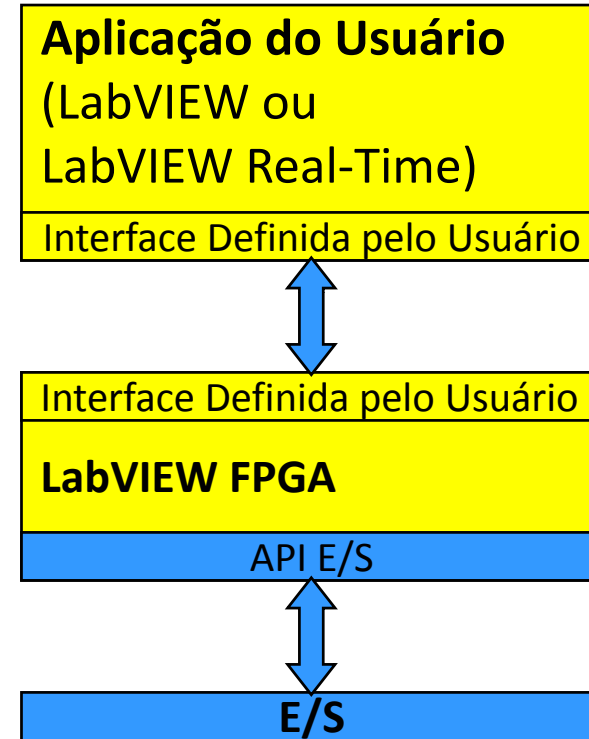 Aplicação do Usuário
(LabVIEW ou
LabVIEW Real-Time)
Interface Definida pelo Usuário
Interface Definida pelo Usuário
LabVIEW FPGA
API E/S
E/S